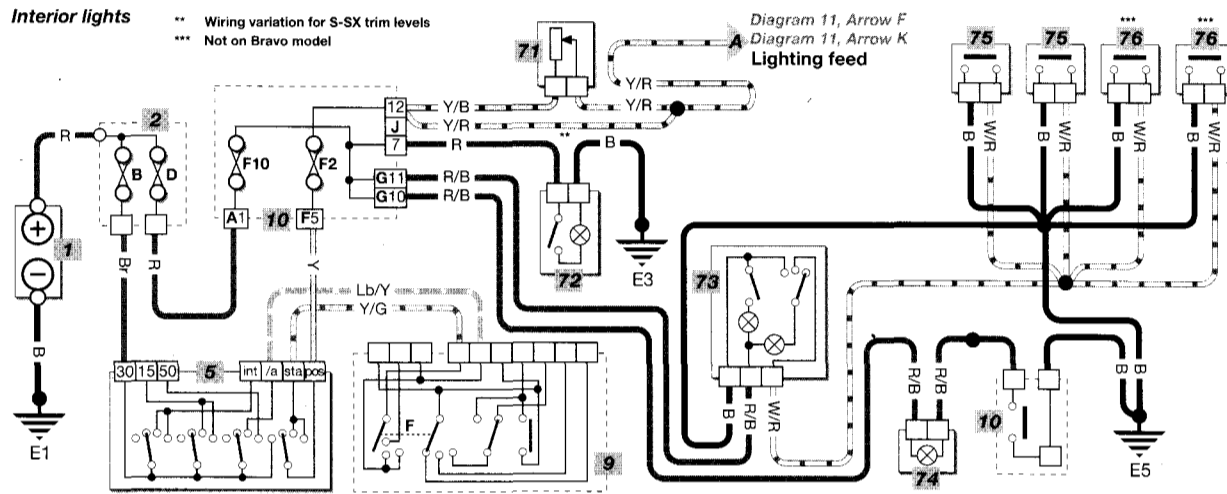 Interior lights
** Wiring variation for S-SX trim levels
*** Not on Bravo model
Diagram 11, Arrow F
Diagram 11, Arrow K
Lighting feed
A
71
75
75
***
76
***
76
2
R
B
D
F10
F2
12
J
7
Y/B
Y/R
Y/R
Y/R
R
**
B
G11
G10
R/B
R/B
A1
10
F5
1
Br
R
Y
Lb/Y
Y/G
72
E3
73
B
W/R
B
W/R
B
W/R
B
W/R
B
E1
30
15
50
5
int
/a
sta
pos
F
9
B
R/B
W/R
R/B
R/B
74
10
B
B
E5